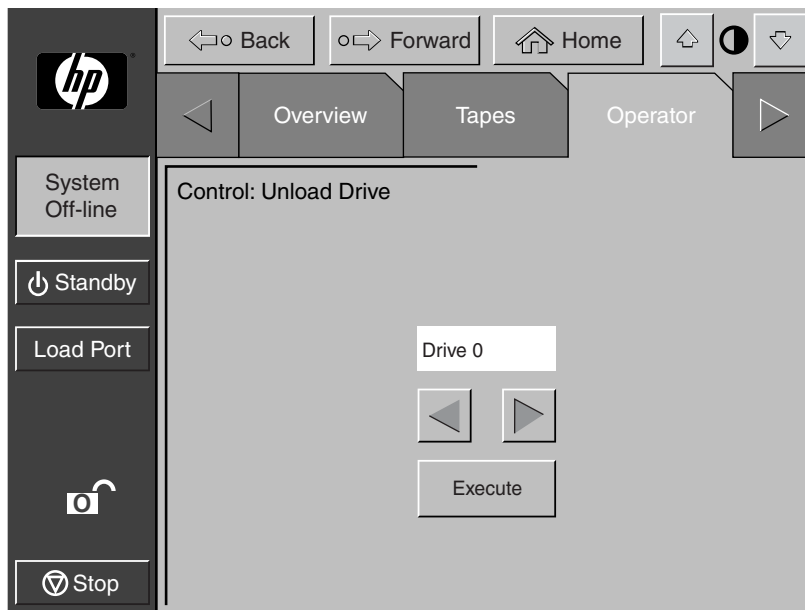 Back
Forward
Home
hp
Overview
Tapes
Operator
System
Off-line
Control: Unload Drive
Standby
Load Port
Drive 0
Execute
Stop